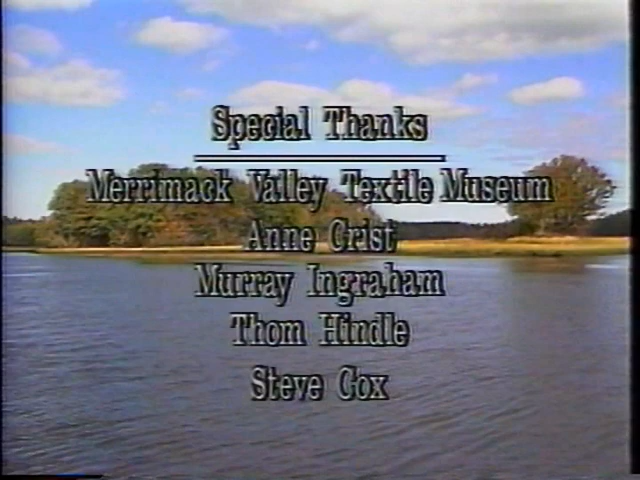 Special Thanks
Merrimack Valley Textile Museum
Anne Crist
Murray Ingraham
Thom Hindle
Steve Cox